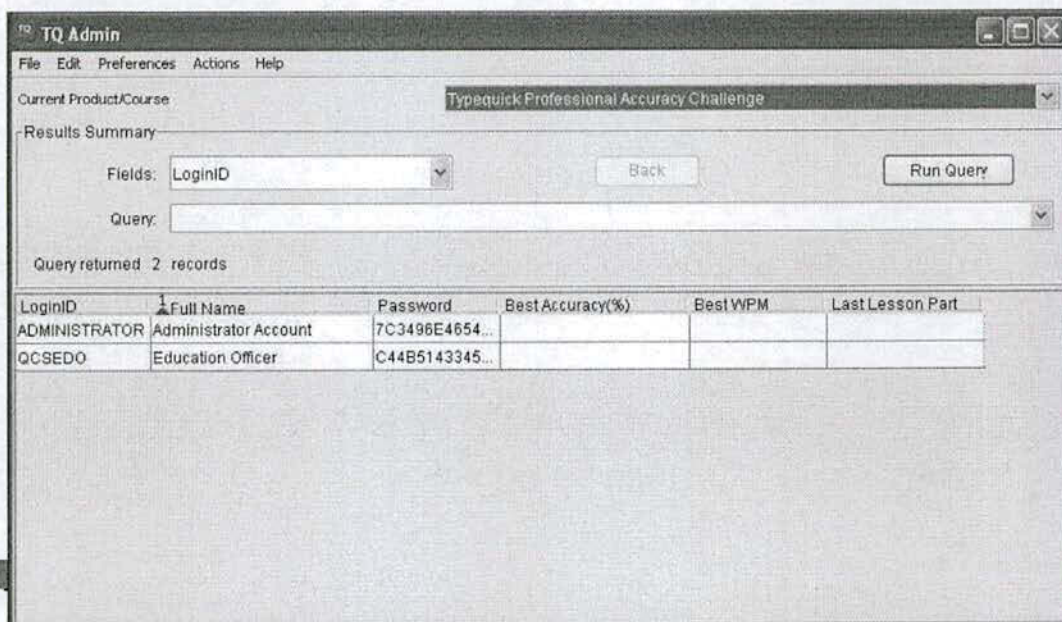 TQ TQ Admin
File Edit Preferences Actions Help
Current Product/Course Typequick Professional Accuracy Challenge
Results Summary
Fields: LoginID Back Run Query
Query:
Query returned 2 records
LoginID 1 Full Name Password Best Accuracy(%) Best WPM Last Lesson Part
ADMINISTRATOR Administrator Account 7C3496E4654...
QCSEDO Education Officer C44B5143345...